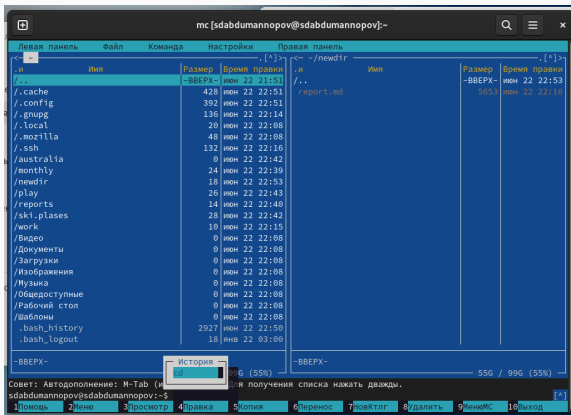 mc [sdabdumannopov@sdabdumannopov]:~
Левая панель Файл Команда Настройки Правая панель
<— ~ .[^]> <— ~/newdir .[^]>
.и Имя Размер Время правки .и Имя Размер Время правки
/.. -ВВЕРХ- июн 22 21:51 /.. -ВВЕРХ- июн 22 22:53
/.cache 428 июн 22 22:51 report.md 5653 июн 22 22:16
/.config 392 июн 22 22:51
/.gnupg 136 июн 22 22:14
/.local 20 июн 22 22:08
/.mozilla 48 июн 22 22:08
/.ssh 132 июн 22 22:16
/australia 0 июн 22 22:42
/monthly 24 июн 22 22:39
/newdir 18 июн 22 22:53
/play 26 июн 22 22:43
/reports 14 июн 22 22:40
/ski.plases 28 июн 22 22:42
/work 10 июн 22 22:15
/Видео 0 июн 22 22:08
/Документы 0 июн 22 22:08
/Загрузки 0 июн 22 22:08
/Изображения 0 июн 22 22:08
/Музыка 0 июн 22 22:08
/Общедоступные 0 июн 22 22:08
/Рабочий стол 0 июн 22 22:08
/Шаблоны 0 июн 22 22:08
.bash_history 2927 июн 22 22:50
.bash_logout 18 янв 22 03:00
-ВВЕРХ- История -ВВЕРХ-
cd 99G (55%) 55G / 99G (55%)
Совет: Автодополнение: M-Tab (и получения списка нажать дважды.
sdabdumannopov@sdabdumannopov:~$ [^]
1Помощь 2Меню 3Просмотр 4Правка 5Копия 6Перенос 7НовКтлг 8Удалить 9МенюMC 10Выход